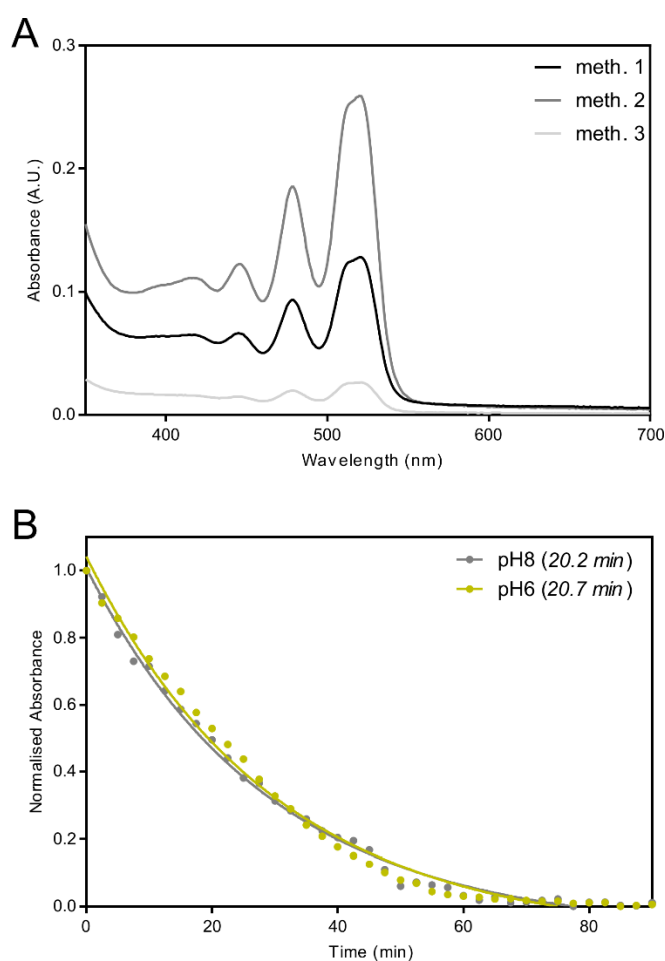 A
0.3
0.2
0.1
0.0
Absorbance (A.U.)
meth. 1
meth. 2
meth. 3
400
500
600
700
Wavelength (nm)
B
1.0
0.8
0.6
0.4
0.2
0.0
Normalised Absorbance
pH8 (20.2 min)
pH6 (20.7 min)
0
20
40
60
80
Time (min)